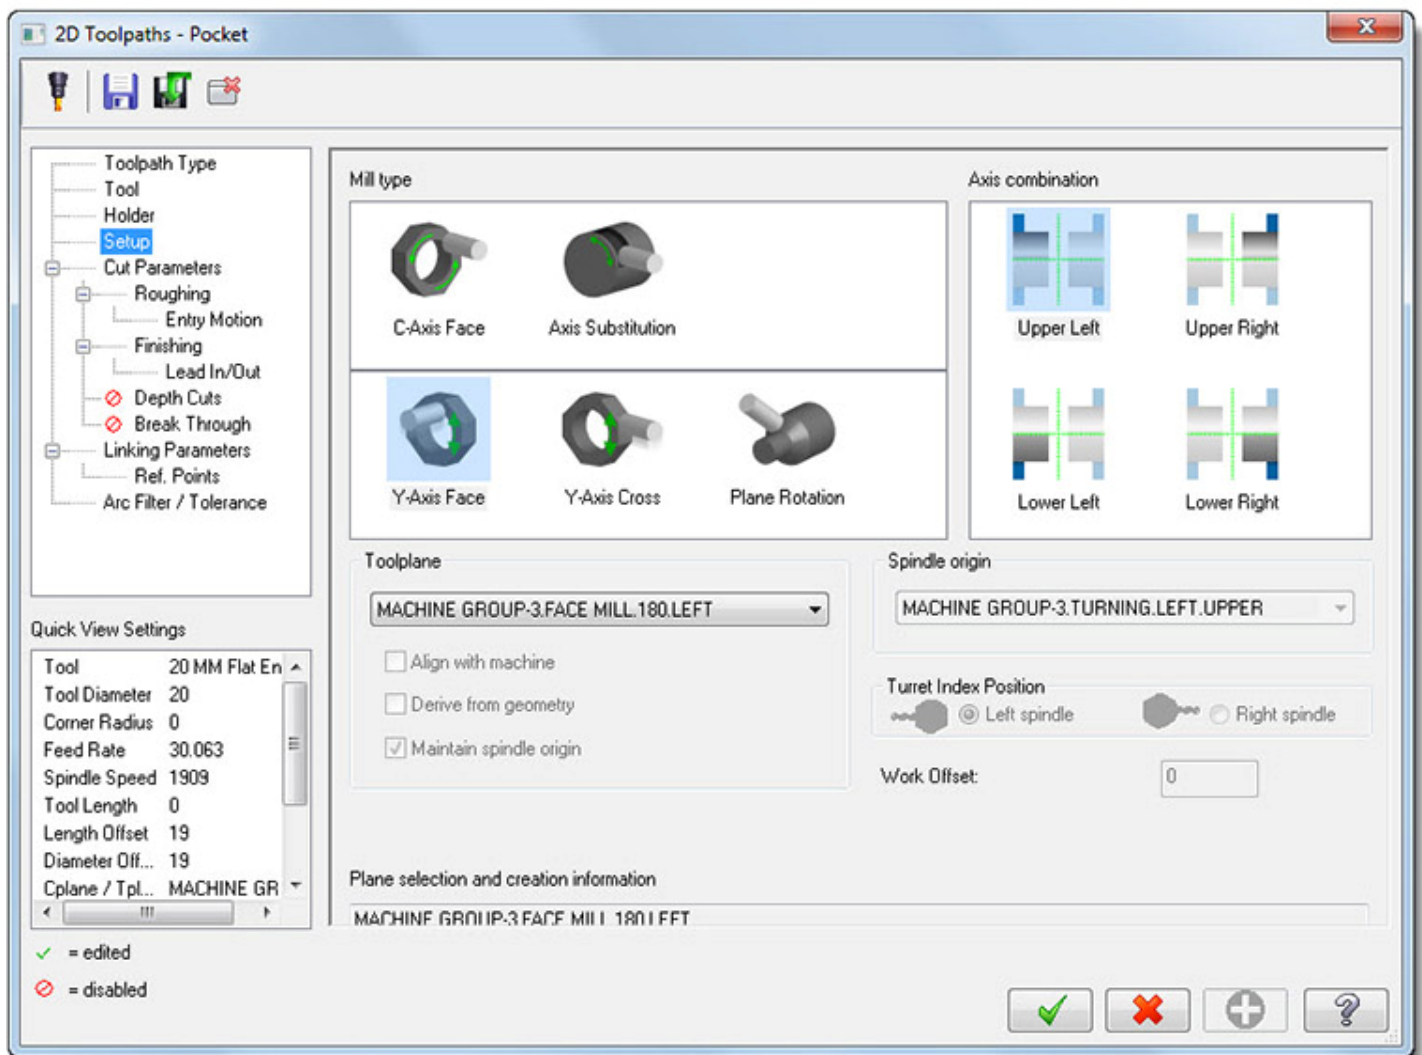 2D Toolpaths - Pocket
Toolpath Type
Tool
Holder
Setup
Cut Parameters
Roughing
Entry Motion
Finishing
Lead In/Out
Depth Cuts
Break Through
Linking Parameters
Ref. Points
Arc Filter / Tolerance
Quick View Settings
Tool 20 MM Flat En
Tool Diameter 20
Corner Radius 0
Feed Rate 30.063
Spindle Speed 1909
Tool Length 0
Length Offset 19
Diameter Off... 19
Cplane / Tpl... MACHINE GR
= edited
= disabled
Mill type
C-Axis Face Axis Substitution
Y-Axis Face Y-Axis Cross Plane Rotation
Axis combination
Upper Left Upper Right
Lower Left Lower Right
Toolplane
MACHINE GROUP-3.FACE MILL.180.LEFT
Align with machine
Derive from geometry
Maintain spindle origin
Spindle origin
MACHINE GROUP-3.TURNING.LEFT.UPPER
Turret Index Position
Left spindle Right spindle
Work Offset: 0
Plane selection and creation information
MACHINE GROUP-3.FACE MILL.180.LEFT